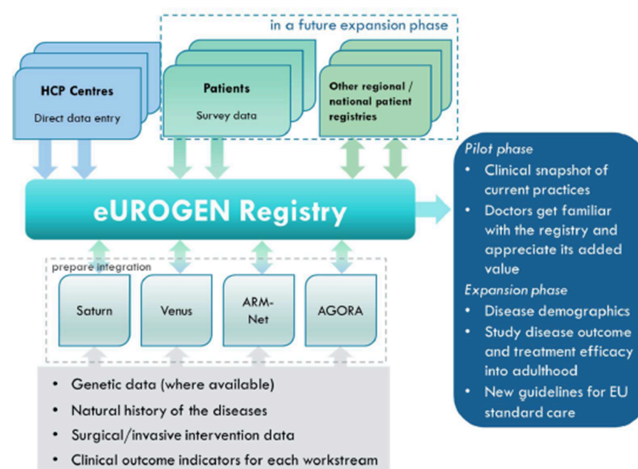 in a future expansion phase
HCP Centres
Direct data entry
Patients
Survey data
Other regional /
national patient
registries
eUROGEN Registry
prepare integration
Saturn
Venus
ARM-
Net
AGORA
• Genetic data (where available)
• Natural history of the diseases
• Surgical/invasive intervention data
• Clinical outcome indicators for each workstream
Pilot phase
• Clinical snapshot of
current practices
• Doctors get familiar
with the registry and
appreciate its added
value
Expansion phase
• Disease demographics
• Study disease outcome
and treatment efficacy
into adulthood
• New guidelines for EU
standard care